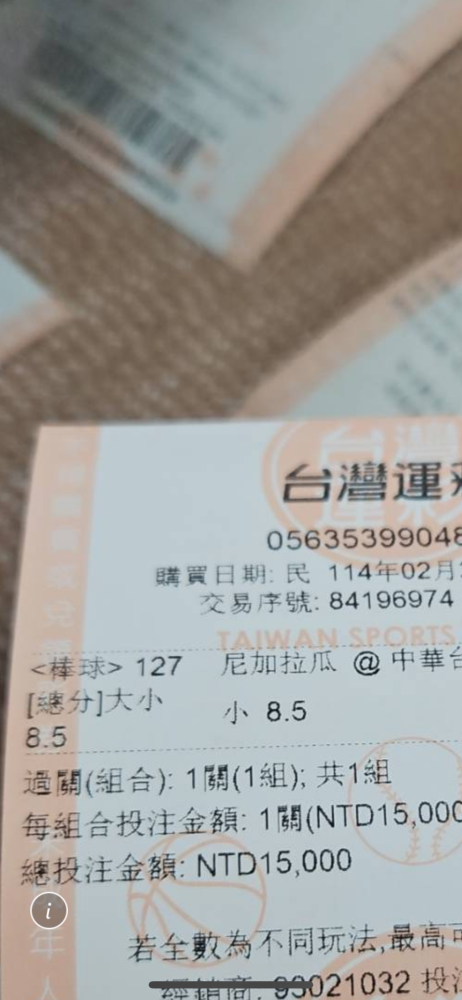 台灣運
05635399048
購買日期: 民 114年02月
交易序號: 84196974
TAIWAN SPORTS
<棒球> 127 尼加拉瓜 @ 中華台
[總分]大小
小 8.5
8.5
過關(組合): 1關(1組); 共1組
每組合投注金額: 1關(NTD15,000
總投注金額: NTD15,000
若全數為不同玩法,最高可
經銷商: 93021032 投注